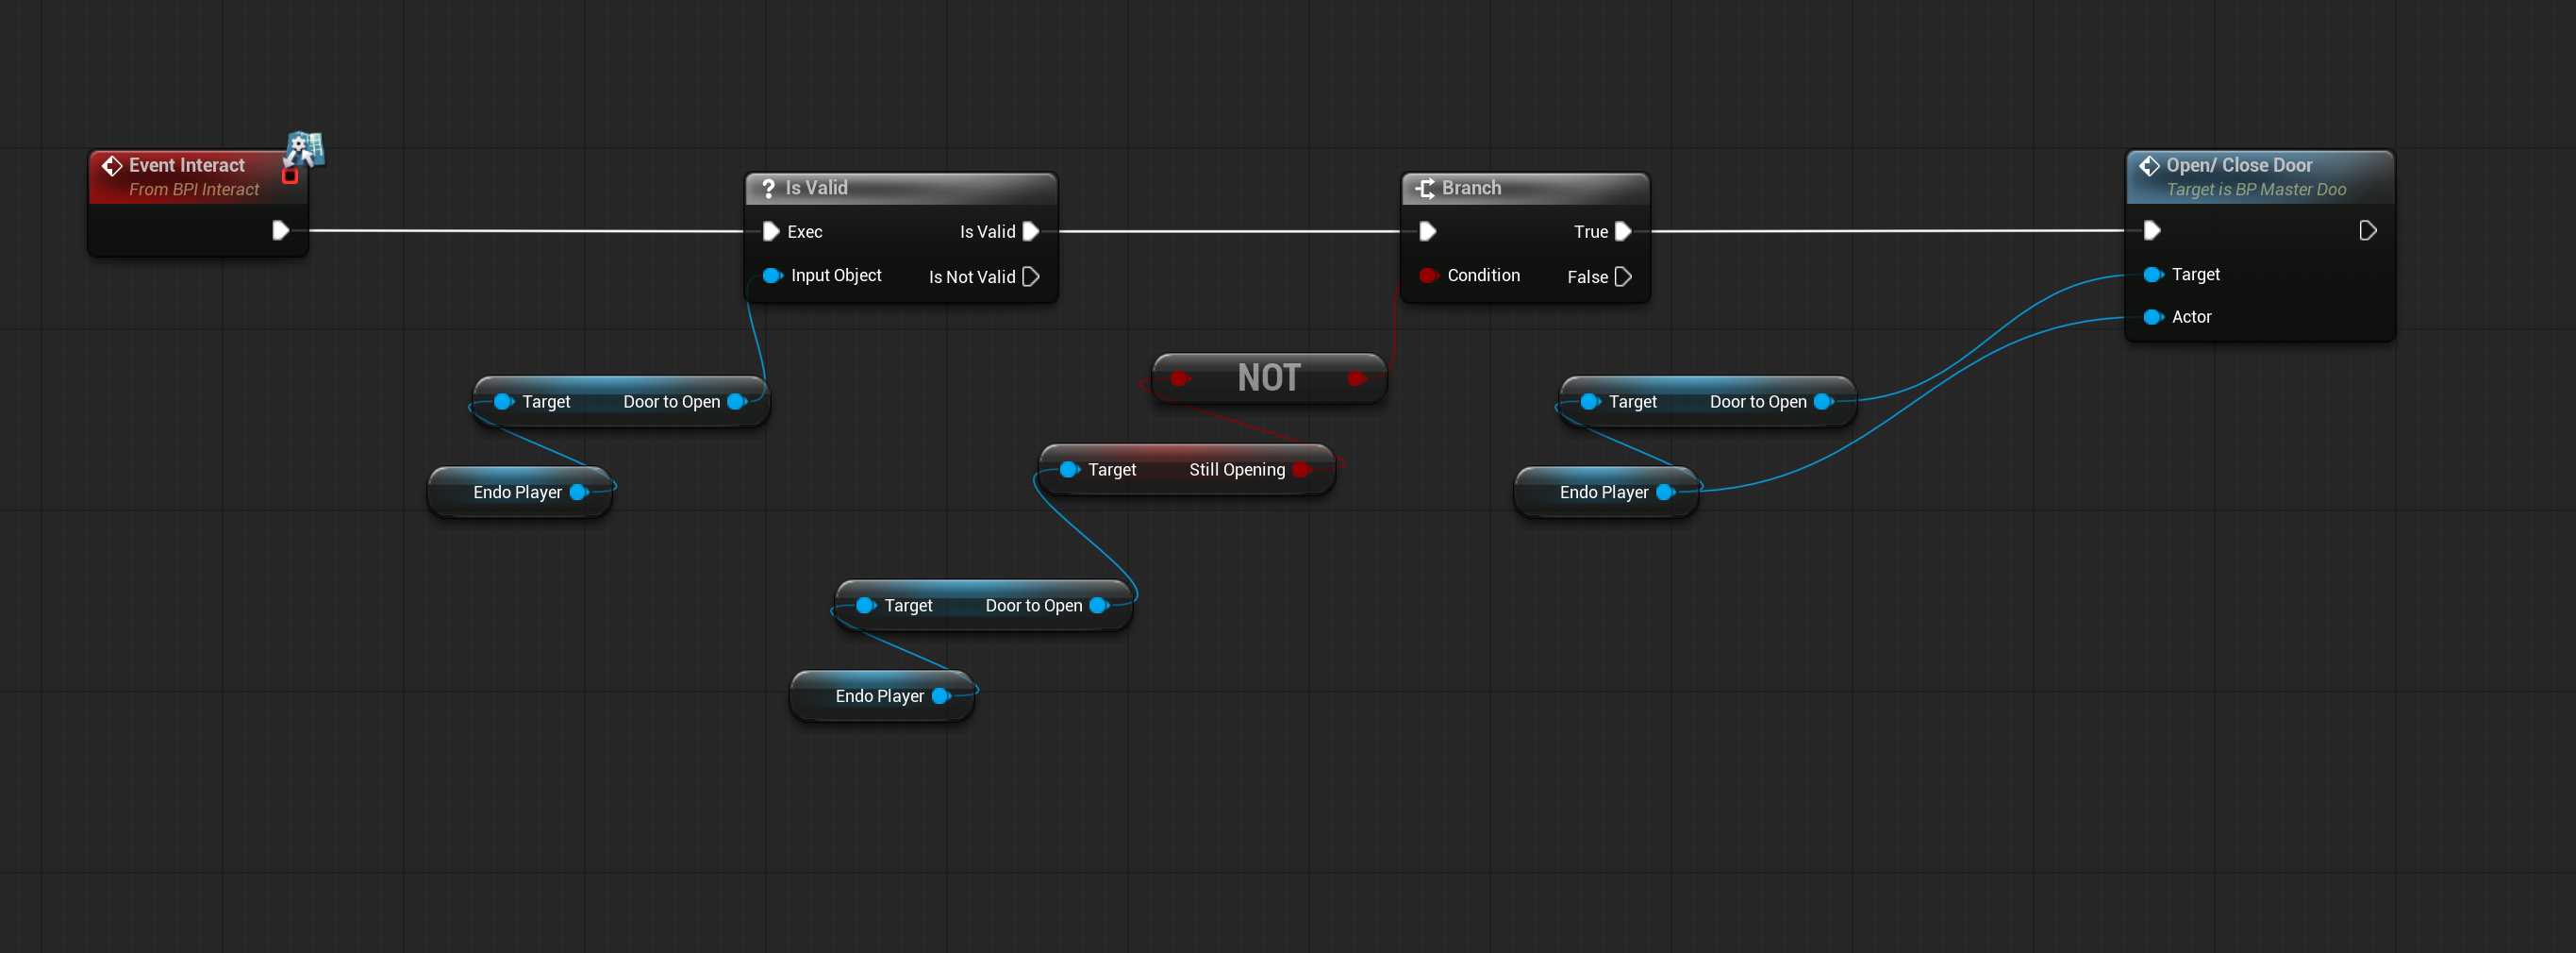 Event Interact
From BPI Interact
Is Valid
Exec
Is Valid
Input Object
Is Not Valid
Branch
True
Condition
False
Open/ Close Door
Target is BP Master Doo
Target
Actor
NOT
Target
Door to Open
Endo Player
Target
Still Opening
Target
Door to Open
Endo Player
Target
Door to Open
Endo Player